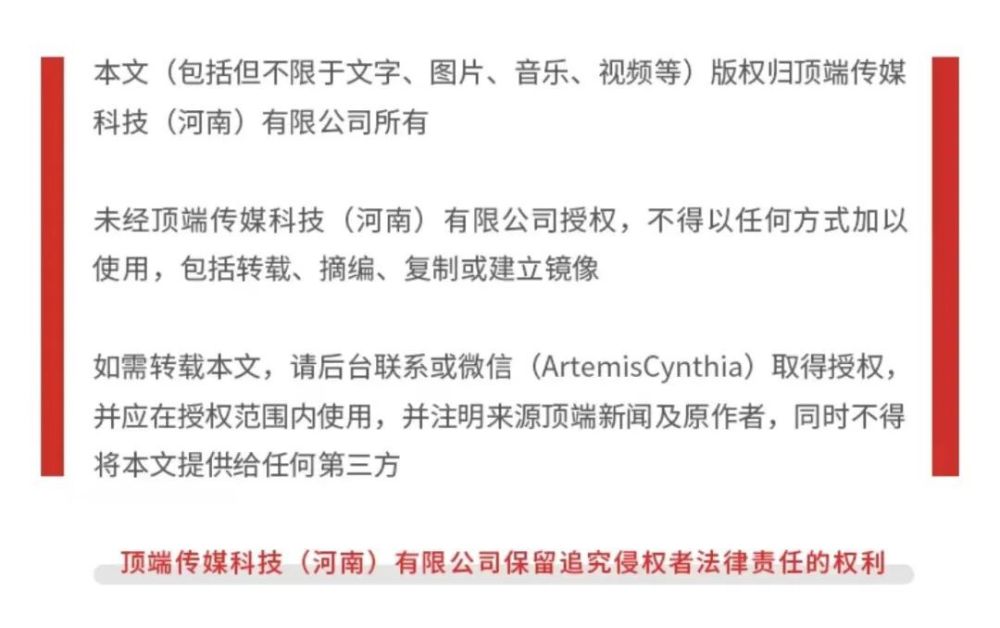 本文（包括但不限于文字、图片、音乐、视频等）版权归顶端传媒
科技（河南）有限公司所有
未经顶端传媒科技（河南）有限公司授权，不得以任何方式加以
使用，包括转载、摘编、复制或建立镜像
如需转载本文，请后台联系或微信（ArtemisCynthia）取得授权，
并应在授权范围内使用，并注明来源顶端新闻及原作者，同时不得
将本文提供给任何第三方
顶端传媒科技（河南）有限公司保留追究侵权者法律责任的权利